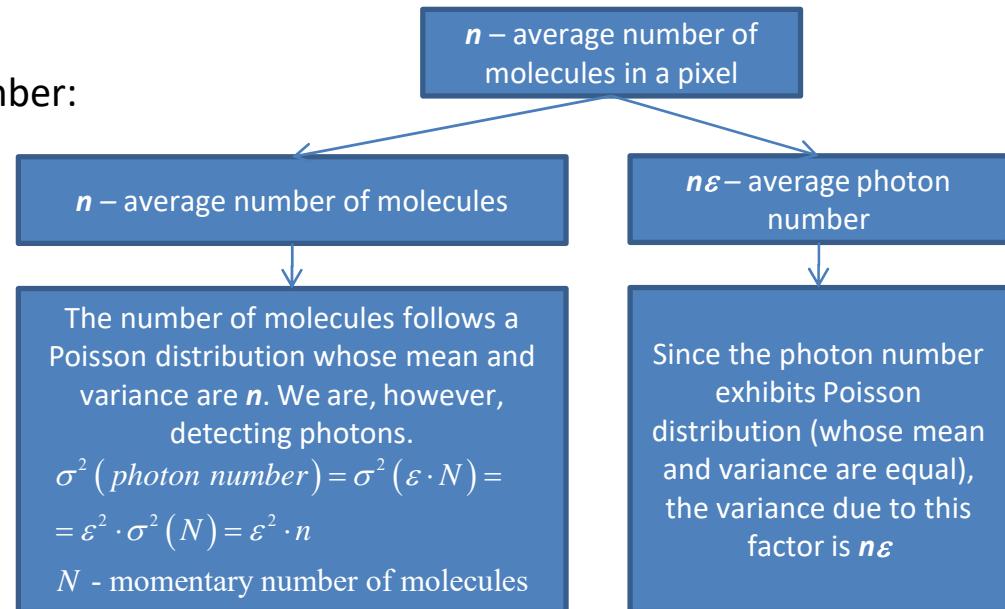 n – average number of
molecules in a pixel
nber:
n – average number of molecules
nε – average photon
number
The number of molecules follows a
Poisson distribution whose mean and
variance are n. We are, however,
detecting photons.
σ² ( photon number ) = σ² ( ε · N ) =
= ε² · σ² ( N ) = ε² · n
N - momentary number of molecules
Since the photon number
exhibits Poisson
distribution (whose mean
and variance are equal),
the variance due to this
factor is nε